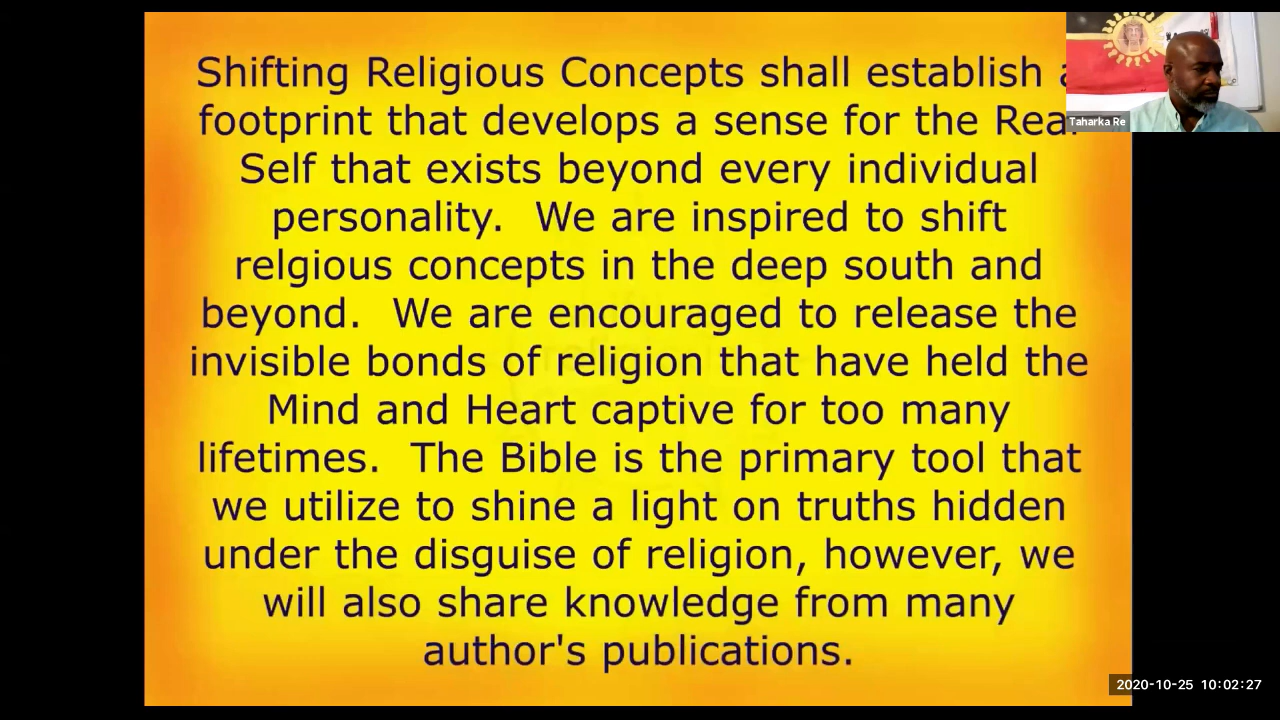 Shifting Religious Concepts shall establish
footprint that develops a sense for the Rea
Self that exists beyond every individual
personality.  We are inspired to shift
relgious concepts in the deep south and
beyond.  We are encouraged to release the
invisible bonds of religion that have held the
Mind and Heart captive for too many
lifetimes.  The Bible is the primary tool that
we utilize to shine a light on truths hidden
under the disguise of religion, however, we
will also share knowledge from many
author's publications.
Taharka Re
2020-10-25 10:02:27